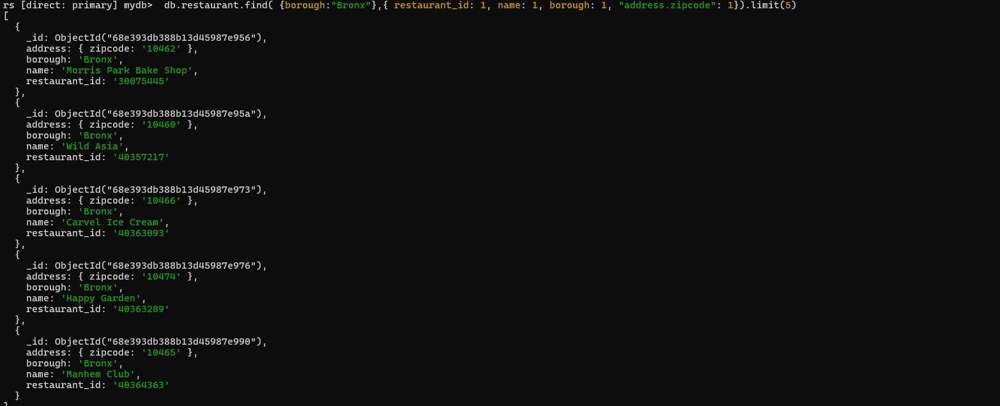 rs [direct: primary] mydb>  db.restaurant.find( {borough:"Bronx"},{ restaurant_id: 1, name: 1, borough: 1, "address.zipcode": 1}).limit(5)
[
  {
    _id: ObjectId("68e393db388b13d45987e956"),
    address: { zipcode: '10462' },
    borough: 'Bronx',
    name: 'Morris Park Bake Shop',
    restaurant_id: '30075445'
  },
  {
    _id: ObjectId("68e393db388b13d45987e95a"),
    address: { zipcode: '10460' },
    borough: 'Bronx',
    name: 'Wild Asia',
    restaurant_id: '40357217'
  },
  {
    _id: ObjectId("68e393db388b13d45987e973"),
    address: { zipcode: '10466' },
    borough: 'Bronx',
    name: 'Carvel Ice Cream',
    restaurant_id: '40363093'
  },
  {
    _id: ObjectId("68e393db388b13d45987e976"),
    address: { zipcode: '10474' },
    borough: 'Bronx',
    name: 'Happy Garden',
    restaurant_id: '40363289'
  },
  {
    _id: ObjectId("68e393db388b13d45987e990"),
    address: { zipcode: '10465' },
    borough: 'Bronx',
    name: 'Manhem Club',
    restaurant_id: '40364363'
  }
]